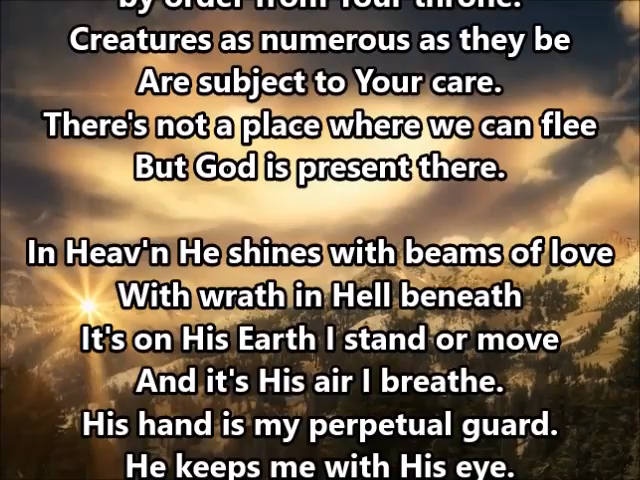 by order from Your throne.
Creatures as numerous as they be
Are subject to Your care.
There's not a place where we can flee
But God is present there.
In Heav'n He shines with beams of love
With wrath in Hell beneath
It's on His Earth I stand or move
And it's His air I breathe.
His hand is my perpetual guard.
He keeps me with His eye.